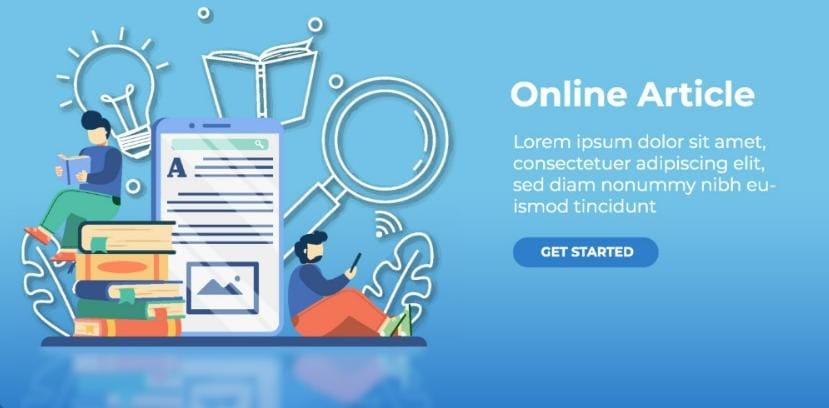 A
Online Article
Lorem ipsum dolor sit amet,
consectetuer adipiscing elit,
sed diam nonummy nibh eu-
ismod tincidunt
GET STARTED